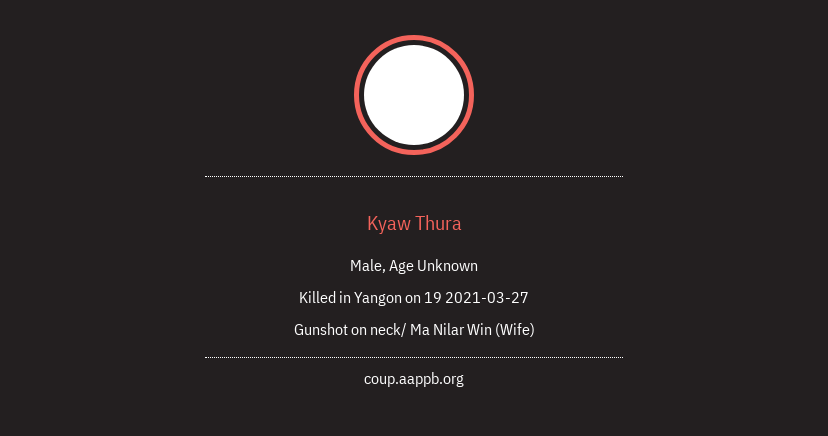 Kyaw Thura
Male, Age Unknown
Killed in Yangon on 19 2021-03-27
Gunshot on neck/ Ma Nilar Win (Wife)
coup.aappb.org